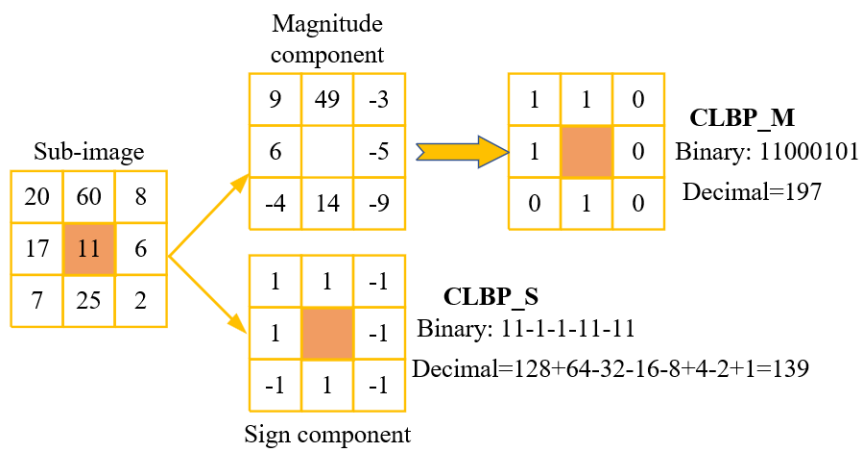 Magnitude
component
9 49 -3
6 -5
-4 14 -9
1 1 0
1 0
0 1 0
CLBP_M
Binary: 11000101
Decimal=197
Sub-image
20 60 8
17 11 6
7 25 2
1 1 -1
1 -1
-1 1 -1
Sign component
CLBP_S
Binary: 11-1-1-11-11
Decimal=128+64-32-16-8+4-2+1=139